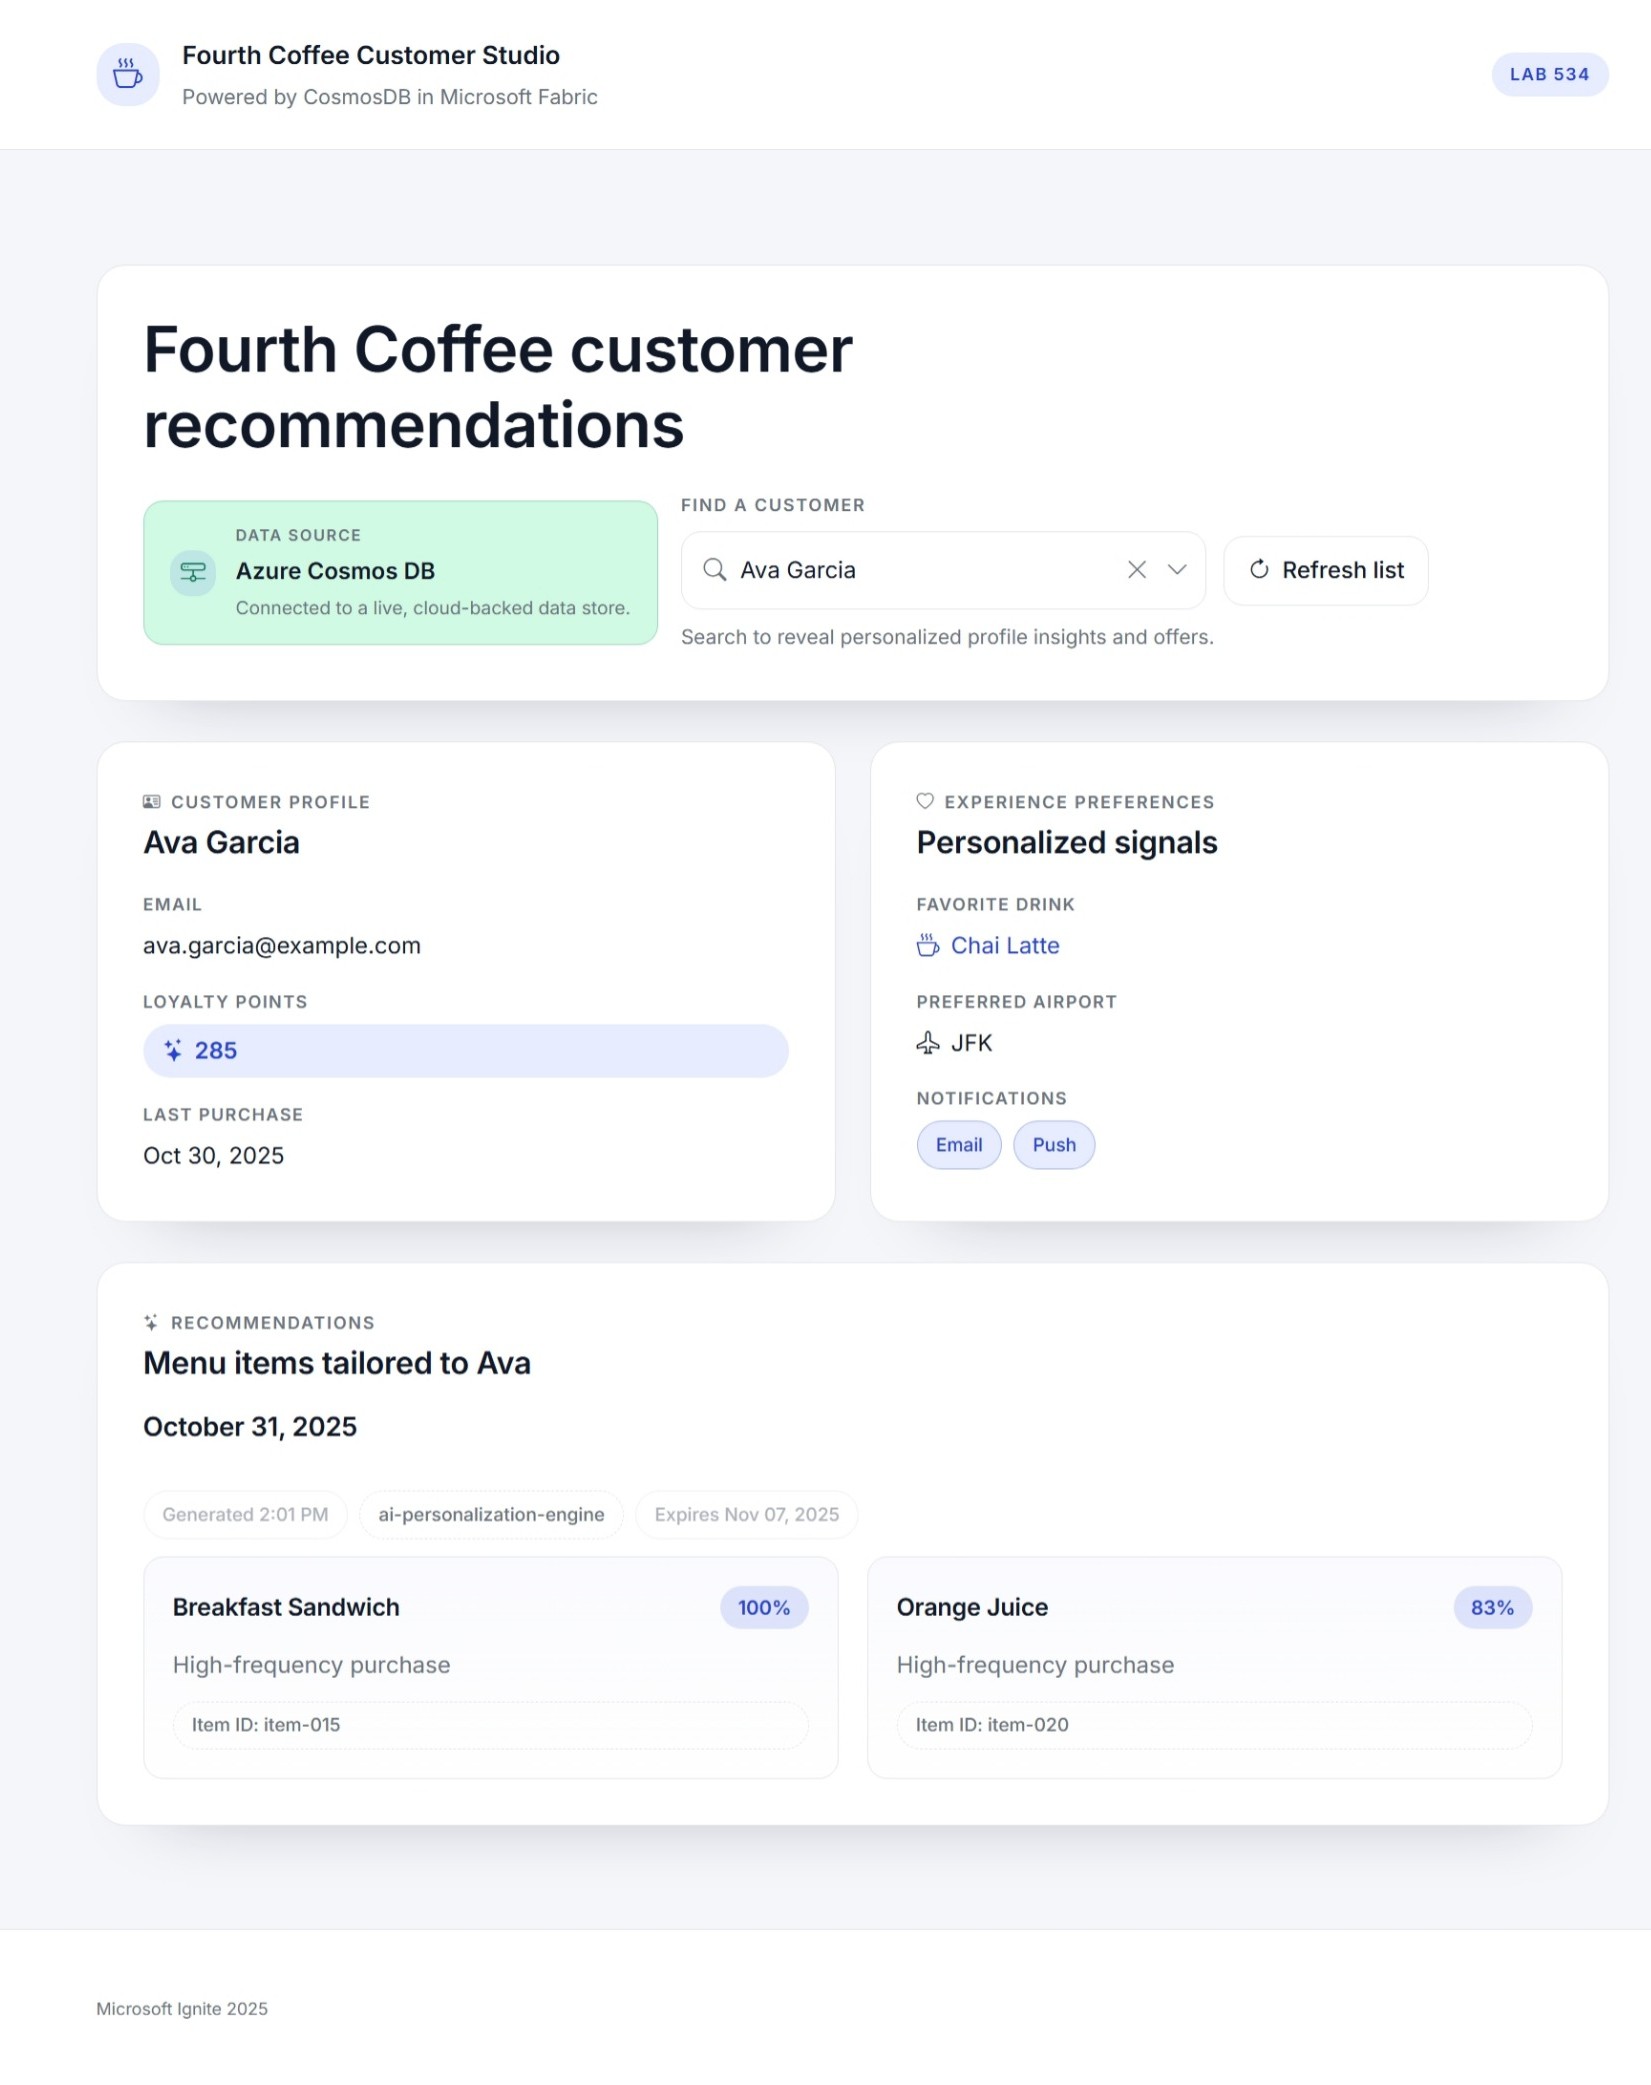 Fourth Coffee Customer Studio
Powered by CosmosDB in Microsoft Fabric
LAB 534
Fourth Coffee customer
recommendations
DATA SOURCE
Azure Cosmos DB
Connected to a live, cloud-backed data store.
FIND A CUSTOMER
Ava Garcia
Refresh list
Search to reveal personalized profile insights and offers.
CUSTOMER PROFILE
Ava Garcia
EMAIL
ava.garcia@example.com
LOYALTY POINTS
285
LAST PURCHASE
Oct 30, 2025
EXPERIENCE PREFERENCES
Personalized signals
FAVORITE DRINK
Chai Latte
PREFERRED AIRPORT
JFK
NOTIFICATIONS
Email
Push
RECOMMENDATIONS
Menu items tailored to Ava
October 31, 2025
Generated 2:01 PM
ai-personalization-engine
Expires Nov 07, 2025
Breakfast Sandwich
100%
High-frequency purchase
Item ID: item-015
Orange Juice
83%
High-frequency purchase
Item ID: item-020
Microsoft Ignite 2025